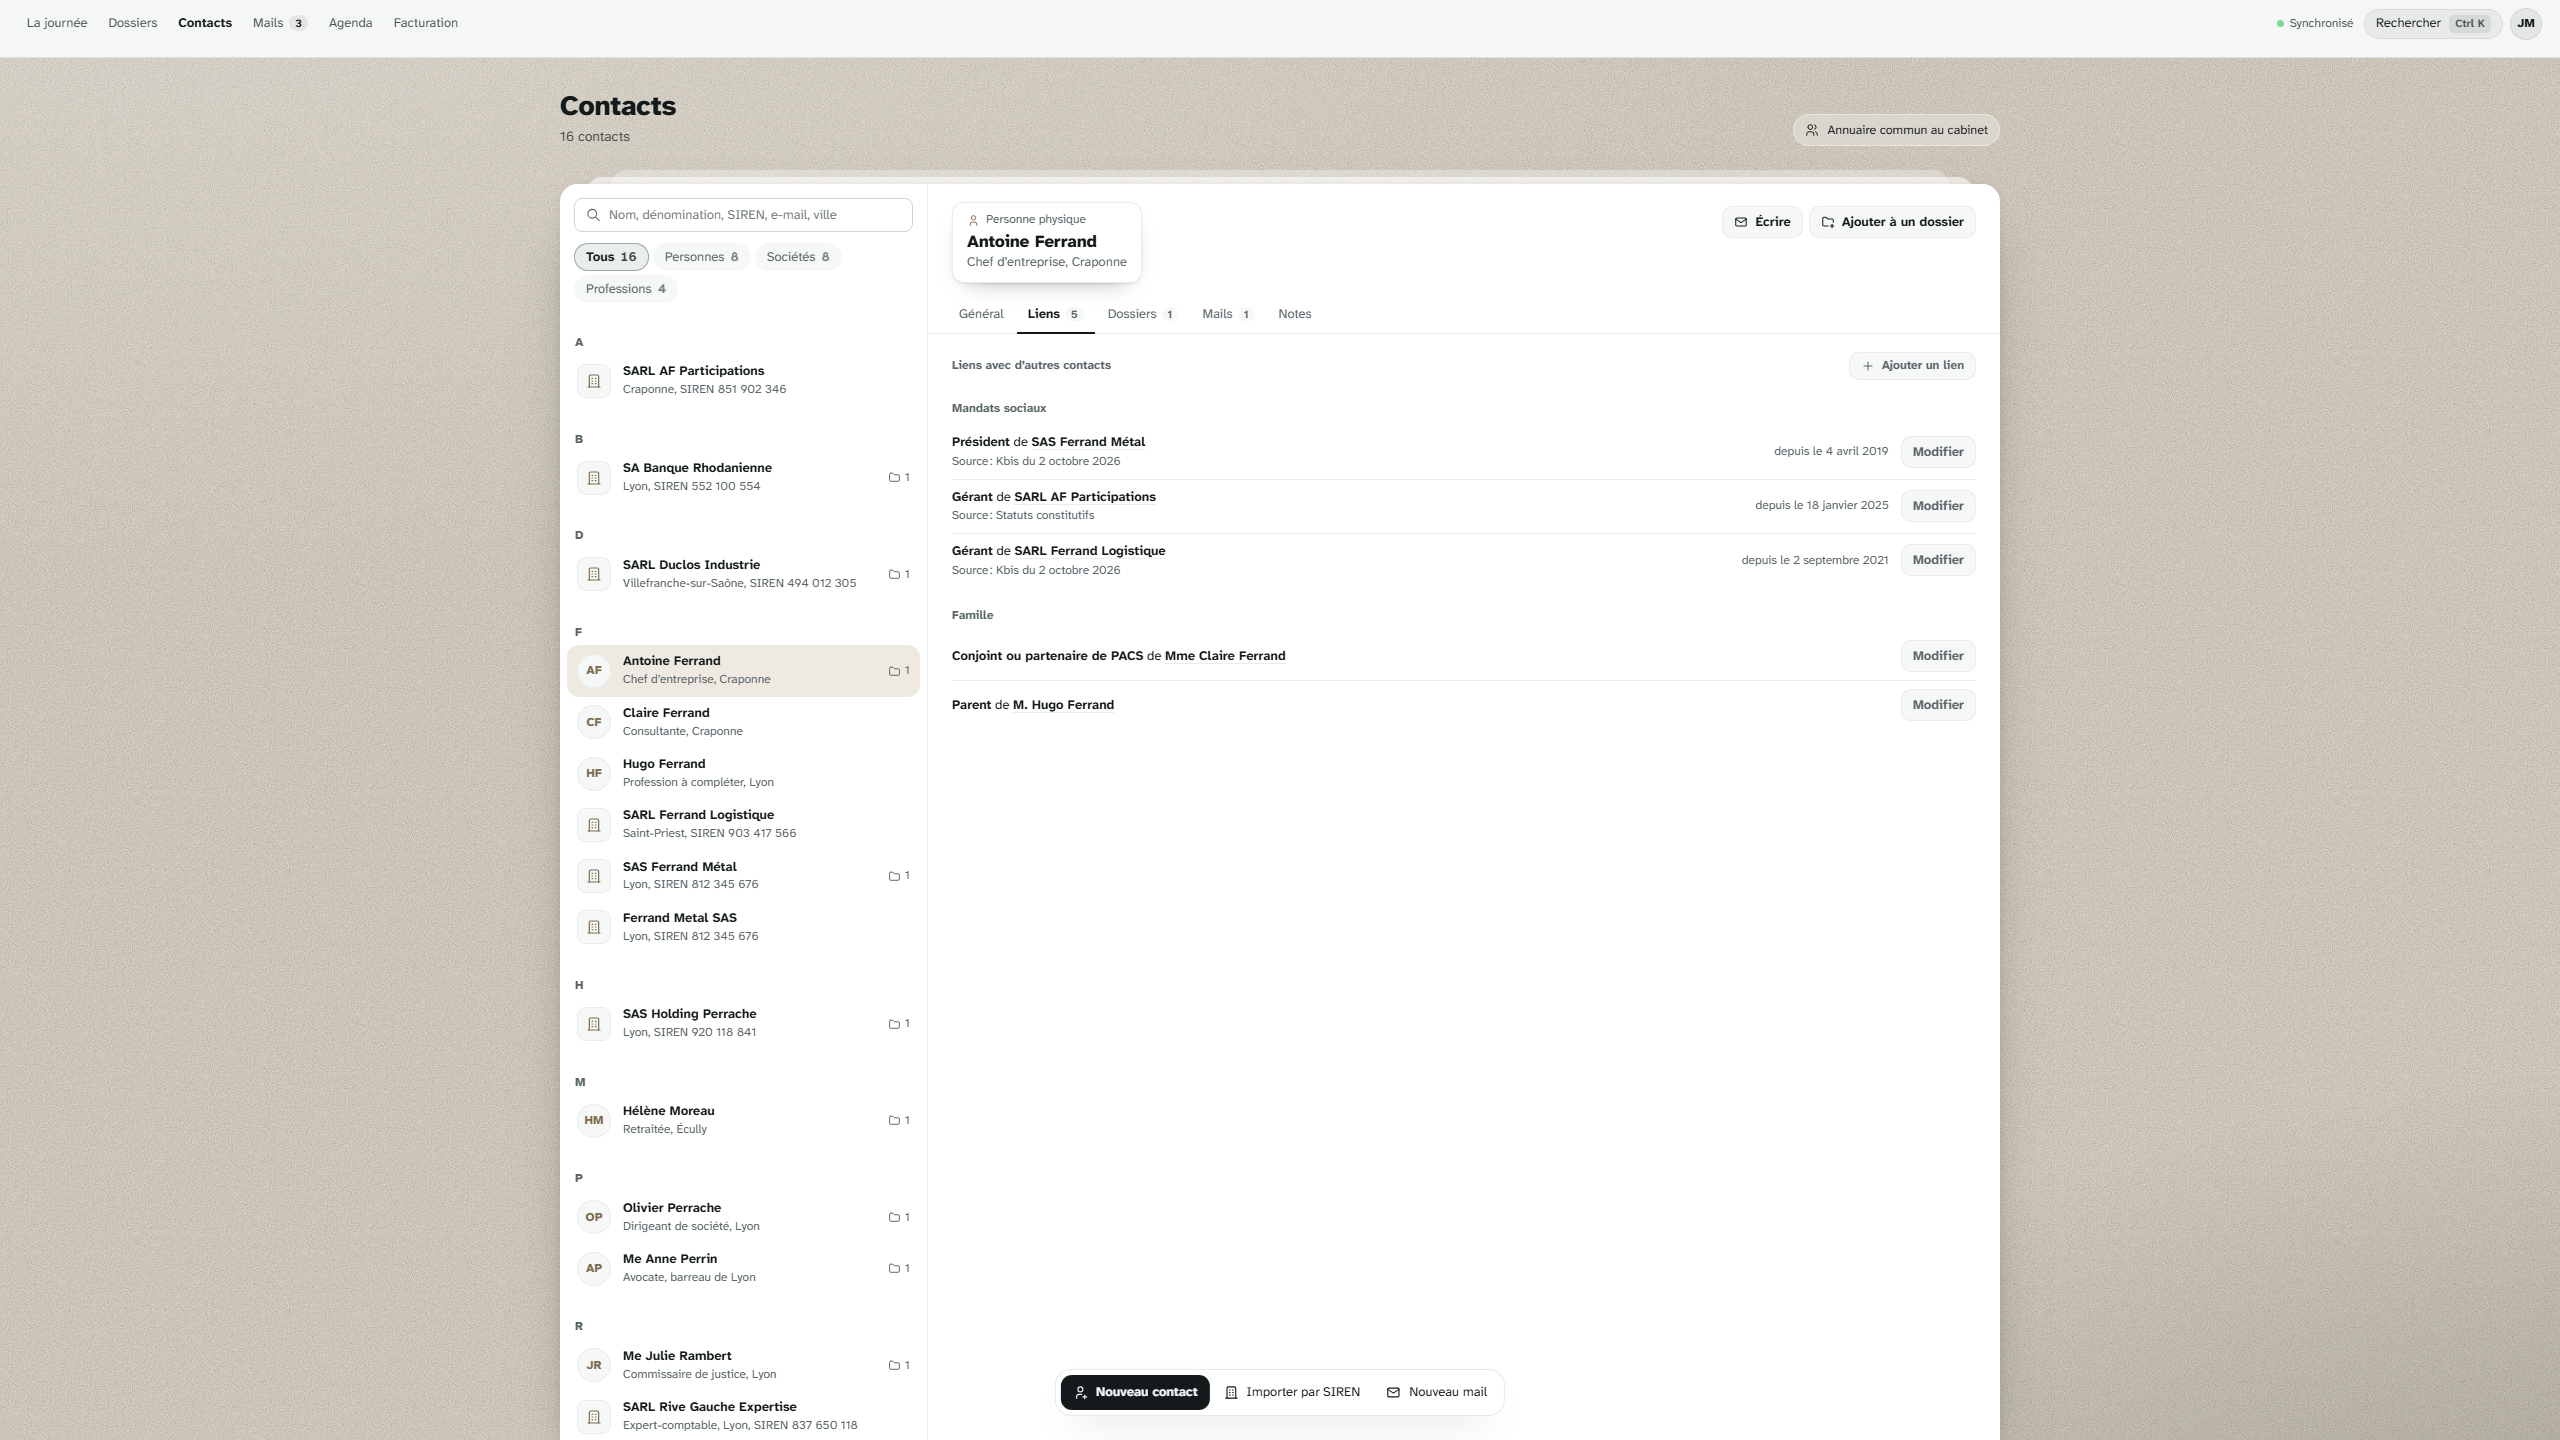 La journée
Dossiers
Contacts
Mails 3
Agenda
Facturation
Synchronisé
Rechercher Ctrl K
JM
Contacts
16 contacts
Annuaire commun au cabinet
Nom, dénomination, SIREN, e-mail, ville
Tous 16
Personnes 8
Sociétés 8
Professions 4
A
SARL AF Participations
Craponne, SIREN 851 902 346
B
SA Banque Rhodanienne
Lyon, SIREN 552 100 554
1
D
SARL Duclos Industrie
Villefranche-sur-Saône, SIREN 494 012 305
1
F
AF
Antoine Ferrand
Chef d'entreprise, Craponne
1
CF
Claire Ferrand
Consultante, Craponne
HF
Hugo Ferrand
Profession à compléter, Lyon
SARL Ferrand Logistique
Saint-Priest, SIREN 903 417 566
SAS Ferrand Métal
Lyon, SIREN 812 345 676
1
Ferrand Metal SAS
Lyon, SIREN 812 345 676
H
SAS Holding Perrache
Lyon, SIREN 920 118 841
1
M
HM
Hélène Moreau
Retraitée, Écully
1
P
OP
Olivier Perrache
Dirigeant de société, Lyon
1
AP
Me Anne Perrin
Avocate, barreau de Lyon
1
R
JR
Me Julie Rambert
Commissaire de justice, Lyon
1
SARL Rive Gauche Expertise
Expert-comptable, Lyon, SIREN 837 650 118
Personne physique
Antoine Ferrand
Chef d'entreprise, Craponne
Écrire
Ajouter à un dossier
Général
Liens 5
Dossiers 1
Mails 1
Notes
Liens avec d'autres contacts
Ajouter un lien
Mandats sociaux
Président de SAS Ferrand Métal
Source : Kbis du 2 octobre 2026
depuis le 4 avril 2019
Modifier
Gérant de SARL AF Participations
Source : Statuts constitutifs
depuis le 18 janvier 2025
Modifier
Gérant de SARL Ferrand Logistique
Source : Kbis du 2 octobre 2026
depuis le 2 septembre 2021
Modifier
Famille
Conjoint ou partenaire de PACS de Mme Claire Ferrand
Modifier
Parent de M. Hugo Ferrand
Modifier
Nouveau contact
Importer par SIREN
Nouveau mail